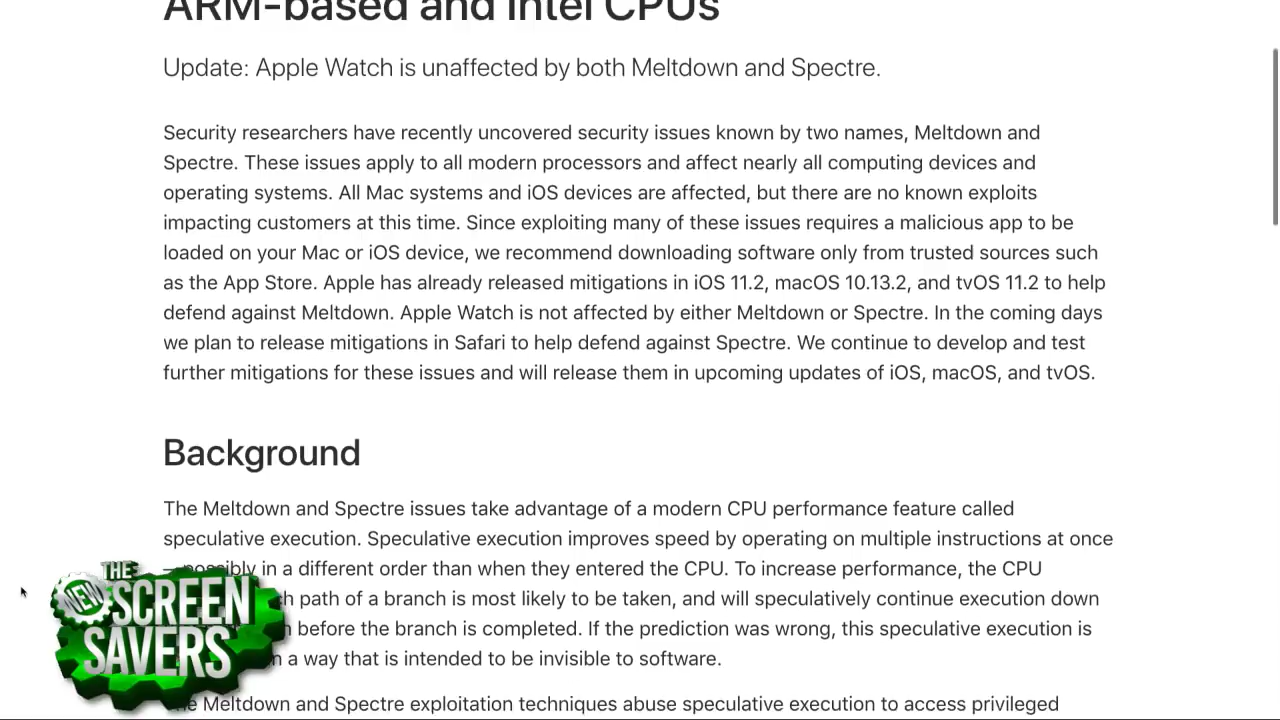 ARM-based and Intel CPUs
Update: Apple Watch is unaffected by both Meltdown and Spectre.
Security researchers have recently uncovered security issues known by two names, Meltdown and
Spectre. These issues apply to all modern processors and affect nearly all computing devices and
operating systems. All Mac systems and iOS devices are affected, but there are no known exploits
impacting customers at this time. Since exploiting many of these issues requires a malicious app to be
loaded on your Mac or iOS device, we recommend downloading software only from trusted sources such
as the App Store. Apple has already released mitigations in iOS 11.2, macOS 10.13.2, and tvOS 11.2 to help
defend against Meltdown. Apple Watch is not affected by either Meltdown or Spectre. In the coming days
we plan to release mitigations in Safari to help defend against Spectre. We continue to develop and test
further mitigations for these issues and will release them in upcoming updates of iOS, macOS, and tvOS.
Background
The Meltdown and Spectre issues take advantage of a modern CPU performance feature called
speculative execution. Speculative execution improves speed by operating on multiple instructions at once
—possibly in a different order than when they entered the CPU. To increase performance, the CPU
path of a branch is most likely to be taken, and will speculatively continue execution down
before the branch is completed. If the prediction was wrong, this speculative execution is
a way that is intended to be invisible to software.
Meltdown and Spectre exploitation techniques abuse speculative execution to access privileged
THE
NEW SCREEN
SAVERS